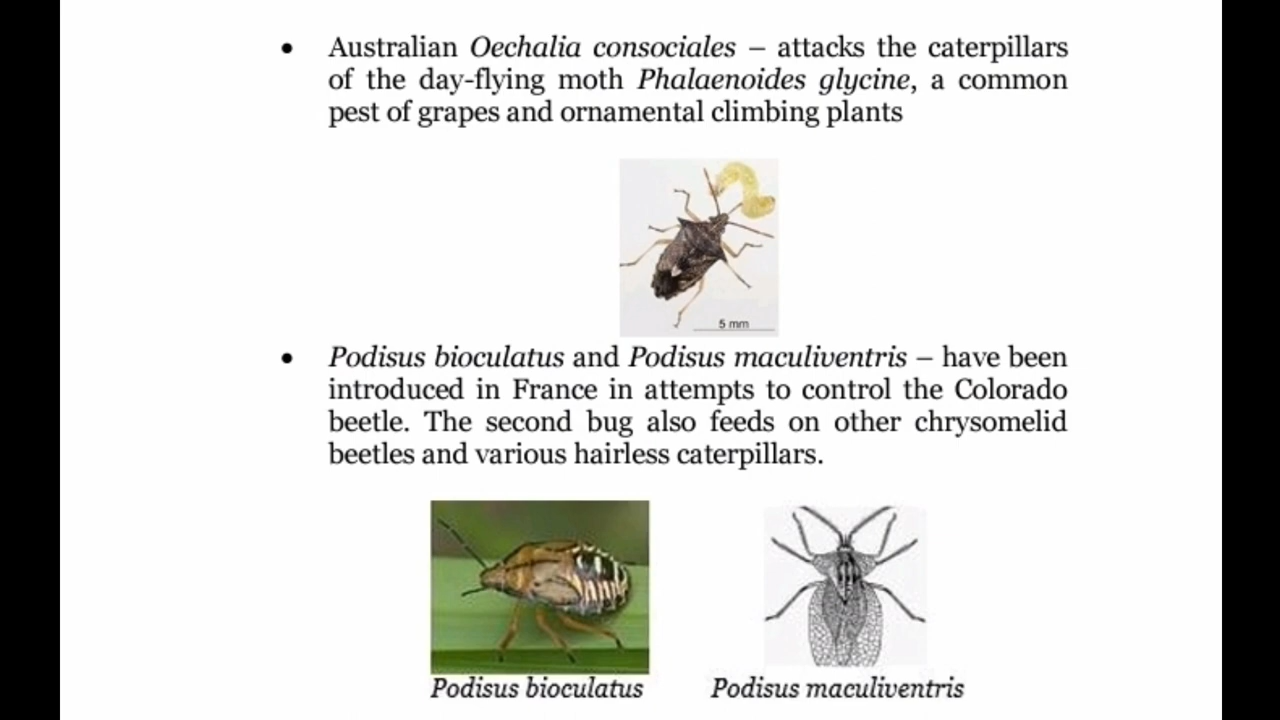 • Australian Oechalia consociales – attacks the caterpillars
of the day-flying moth Phalaenoides glycine, a common
pest of grapes and ornamental climbing plants
5 mm
• Podisus bioculatus and Podisus maculiventris – have been
introduced in France in attempts to control the Colorado
beetle. The second bug also feeds on other chrysomelid
beetles and various hairless caterpillars.
Podisus bioculatus
Podisus maculiventris